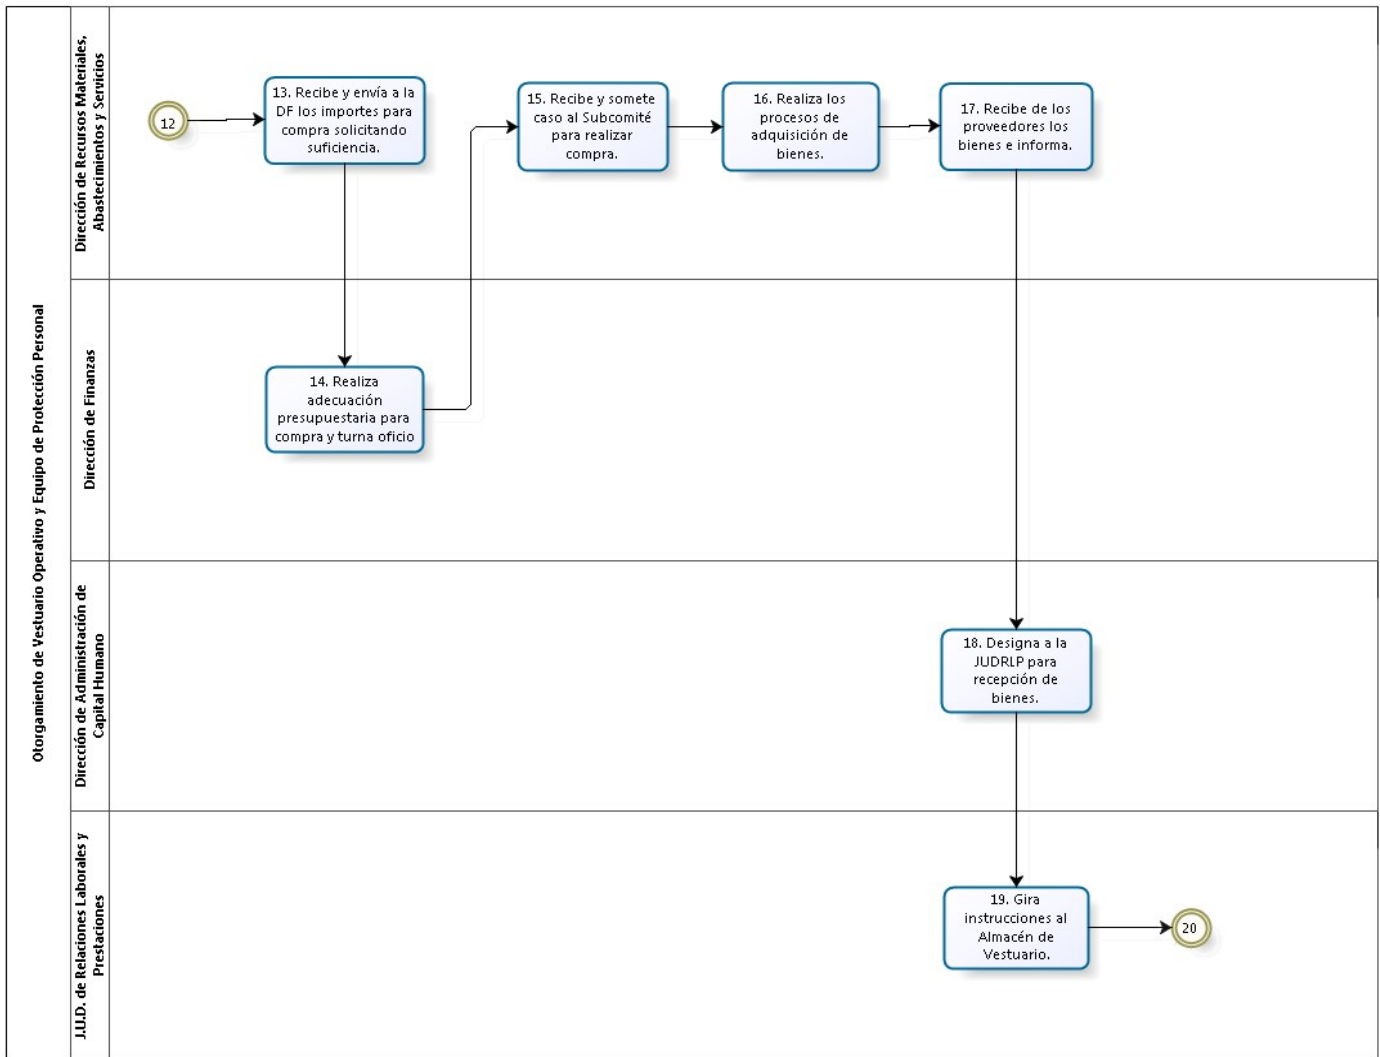 Otorgamiento de Vestuario Operativo y Equipo de Protección Personal
Dirección de Recursos Materiales,
Abastecimientos y Servicios
12
13. Recibe y envía a la
DF los importes para
compra solicitando
suficiencia.
15. Recibe y somete
caso al Subcomité
para realizar
compra.
16. Realiza los
procesos de
adquisición de
bienes.
17. Recibe de los
proveedores los
bienes e informa.
Dirección de Finanzas
14. Realiza
adecuación
presupuestaria para
compra y turna oficio
Dirección de Administración de
Capital Humano
18. Designa a la
JUDRLP para
recepción de
bienes.
J.U.D. de Relaciones Laborales y
Prestaciones
19. Gira
instrucciones al
Almacén de
Vestuario.
20